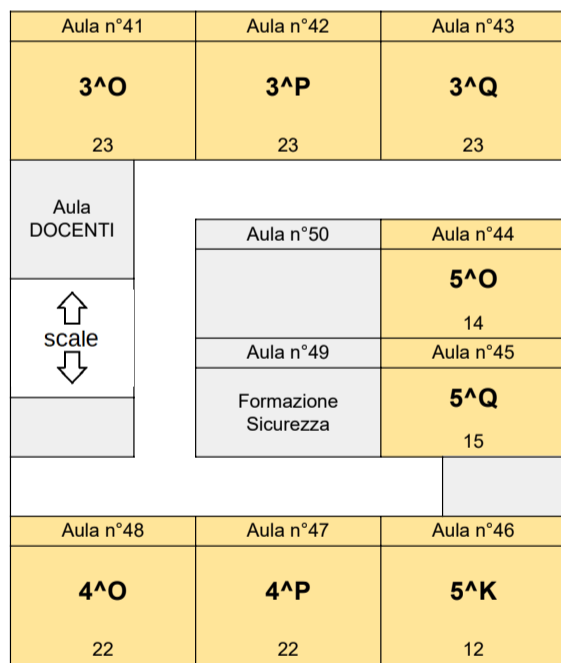 Aula n°41
Aula n°42
Aula n°43
3^O
3^P
3^Q
23
23
23
Aula
DOCENTI
Aula n°50
Aula n°44
5^O
14
scale
Aula n°49
Aula n°45
Formazione
Sicurezza
5^Q
15
Aula n°48
Aula n°47
Aula n°46
4^O
4^P
5^K
22
22
12